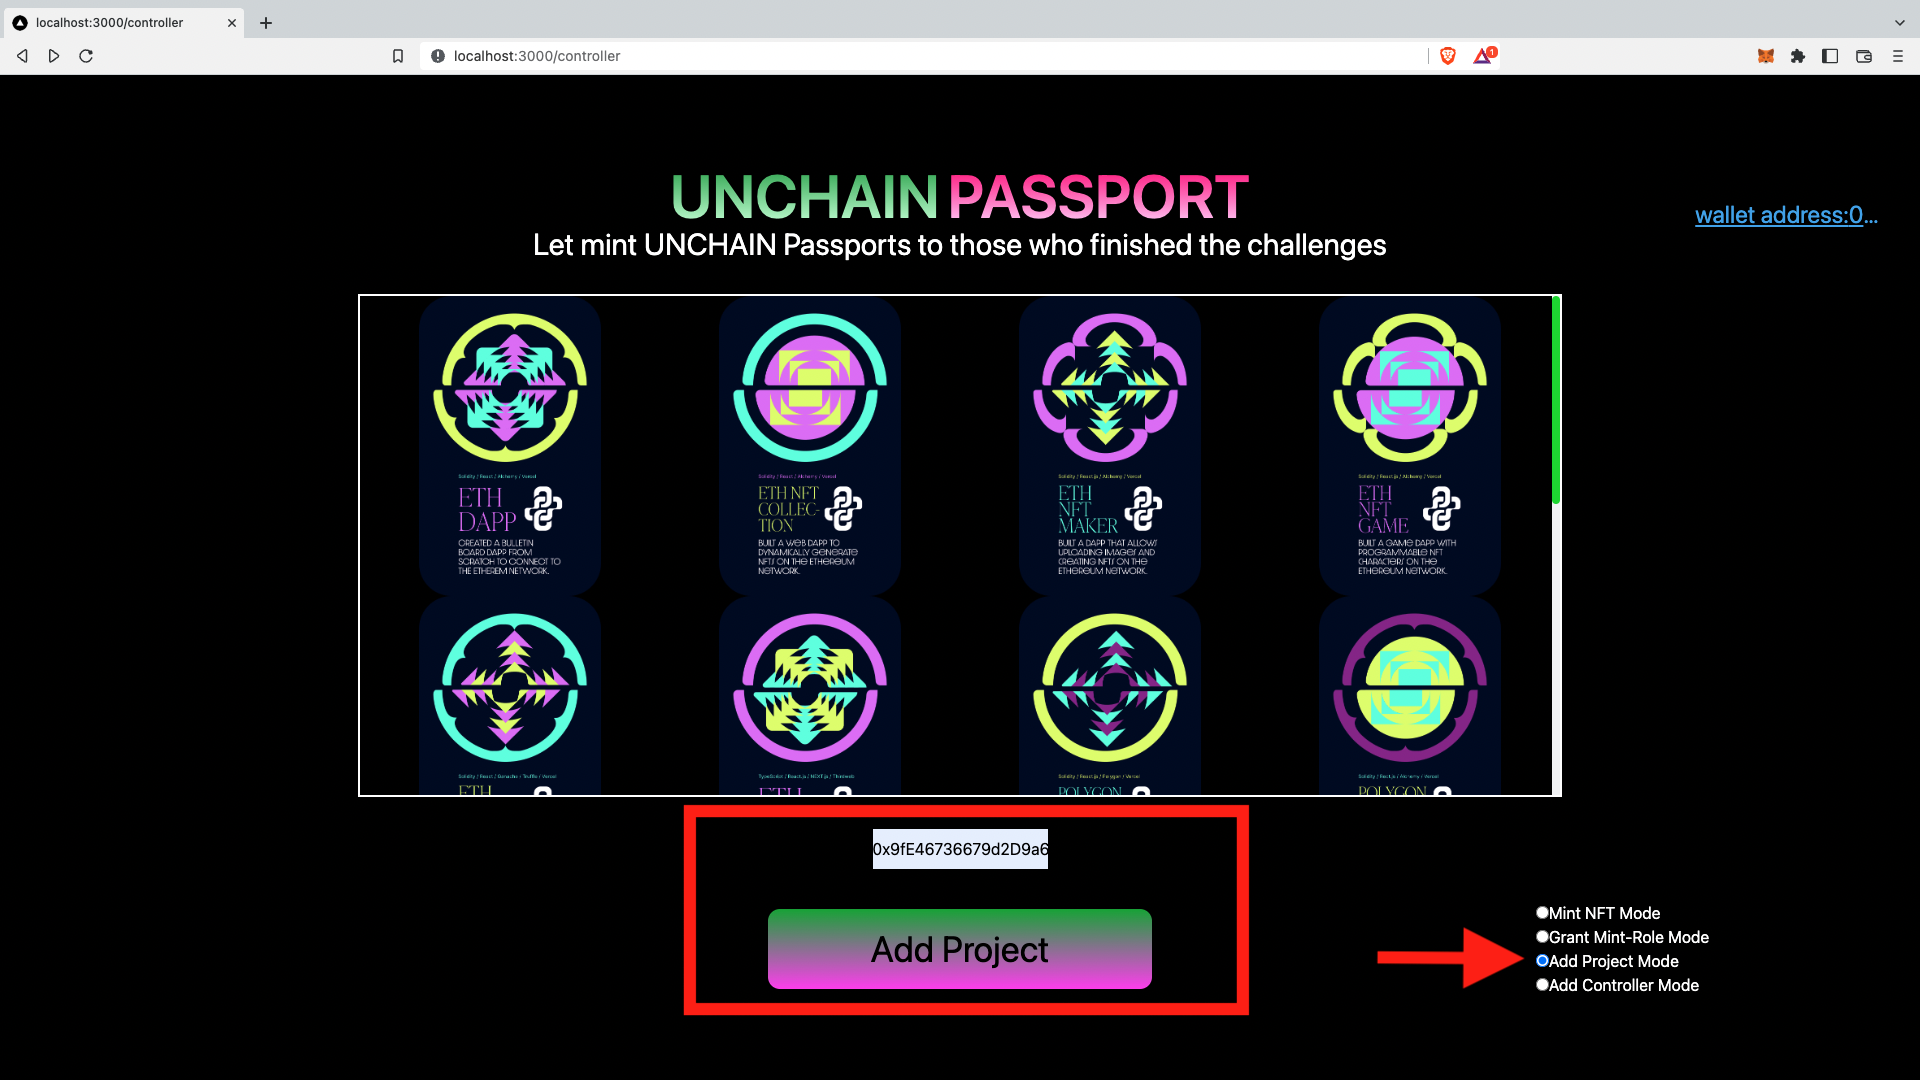 localhost:3000/controller
localhost:3000/controller
1
UNCHAIN PASSPORT
wallet address:0...
Let mint UNCHAIN Passports to those who finished the challenges
Solidity / React / Alchemy / Vercel
ETH
DAPP
CREATED A BULLETIN
BOARD DAPP FROM
SCRATCH TO CONNECT TO
THE ETHEREM NETWORK.
Solidity / React / Alchemy / Vercel
ETH NFT
COLLEC-
TION
BUILT A WEB DAPP TO
DYNAMICALLY GENERATE
NFTS ON THE ETHEREUM
NETWORK.
Solidity / React.js / Alchemy / Vercel
ETH
NFT
MAKER
BUILT A DAPP THAT ALLOWS
UPLOADING IMAGES AND
CREATING NFTS ON THE
ETHEREUM NETWORK.
Solidity / React.js / Alchemy / Vercel
ETH
NFT
GAME
BUILT A GAME DAPP WITH
PROGRAMMABLE NFT
CHARACTERS ON THE
ETHEREUM NETWORK.
Solidity / React / Ganache / Truffle / Vercel
ETH
TypeScript / React.js / NEXT.js / Thirdweb
ETH
Solidity / React.js / Polygon / Vercel
POLYGON
Solidity / React.js / Alchemy / Vercel
POLYGON
0x9fE46736679d2D9a6
Add Project
Mint NFT Mode
Grant Mint-Role Mode
Add Project Mode
Add Controller Mode